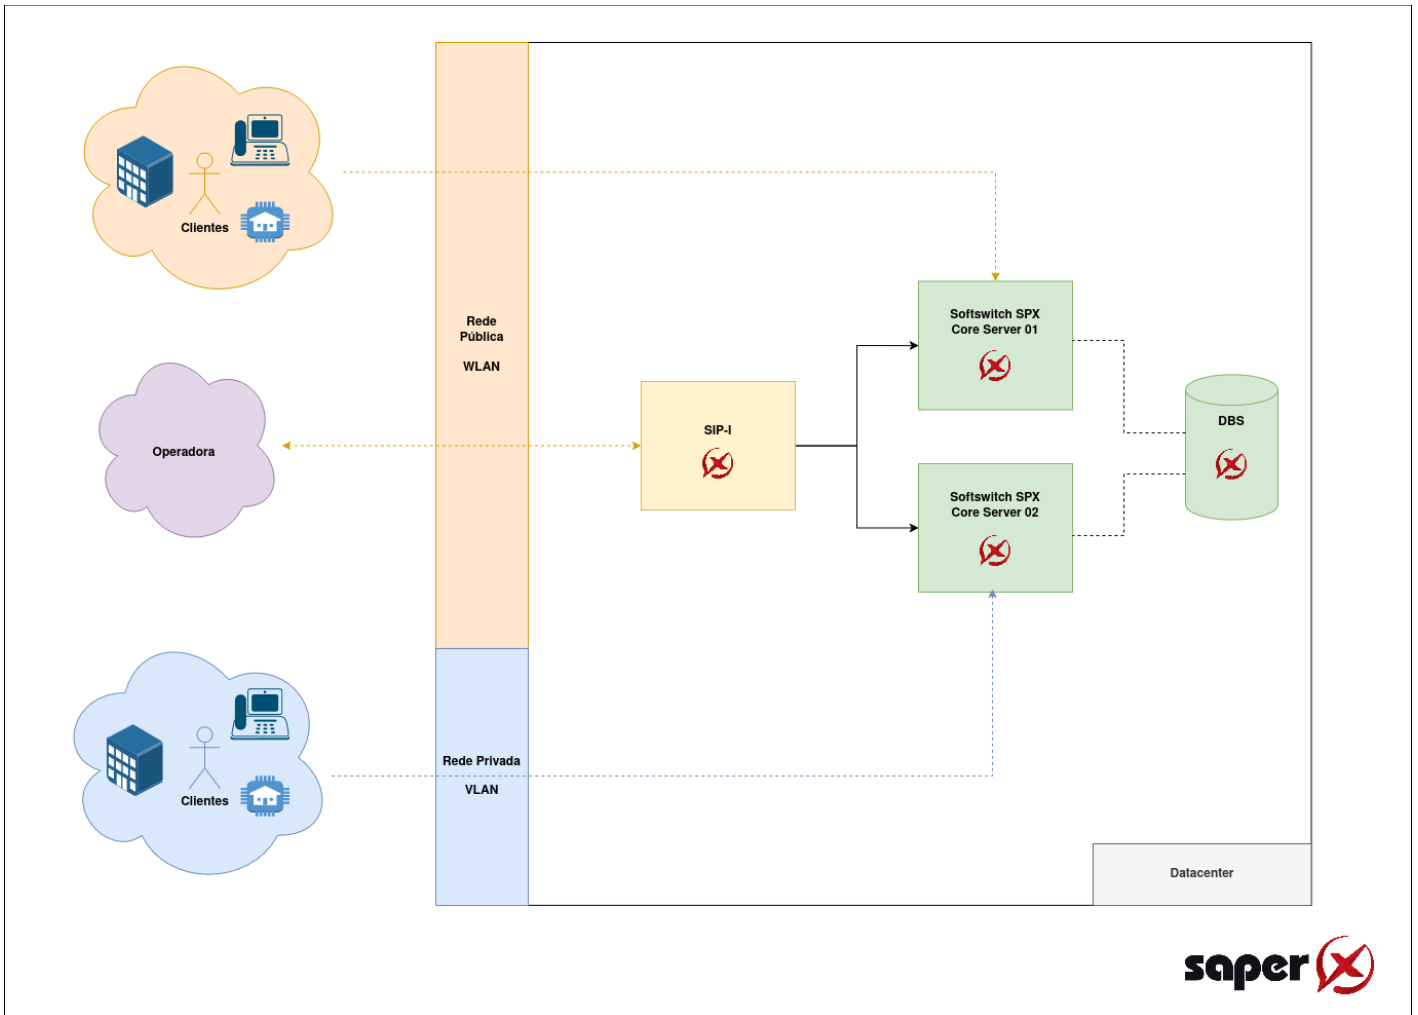 Clientes
Rede
Pública
WLAN
Softswitch SPX
Core Server 01
SIP-I
DBS
Operadora
Softswitch SPX
Core Server 02
Rede Privada
VLAN
Clientes
Datacenter
saper X